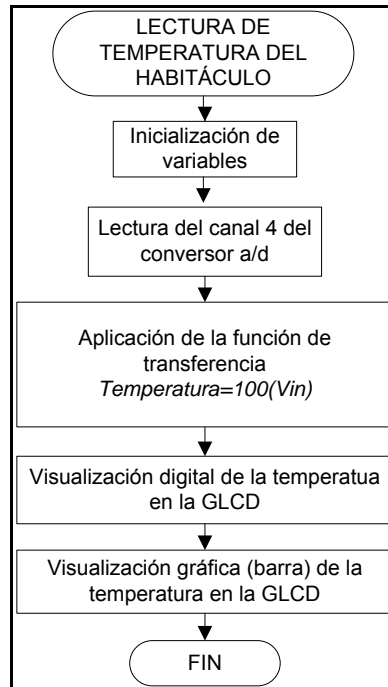 LECTURA DE
TEMPERATURA DEL
HABITÁCULO
Inicialización de
variables
Lectura del canal 4 del
conversor a/d
Aplicación de la función de
transferencia
Temperatura=100(Vin)
Visualización digital de la temperatua
en la GLCD
Visualización gráfica (barra) de la
temperatura en la GLCD
FIN